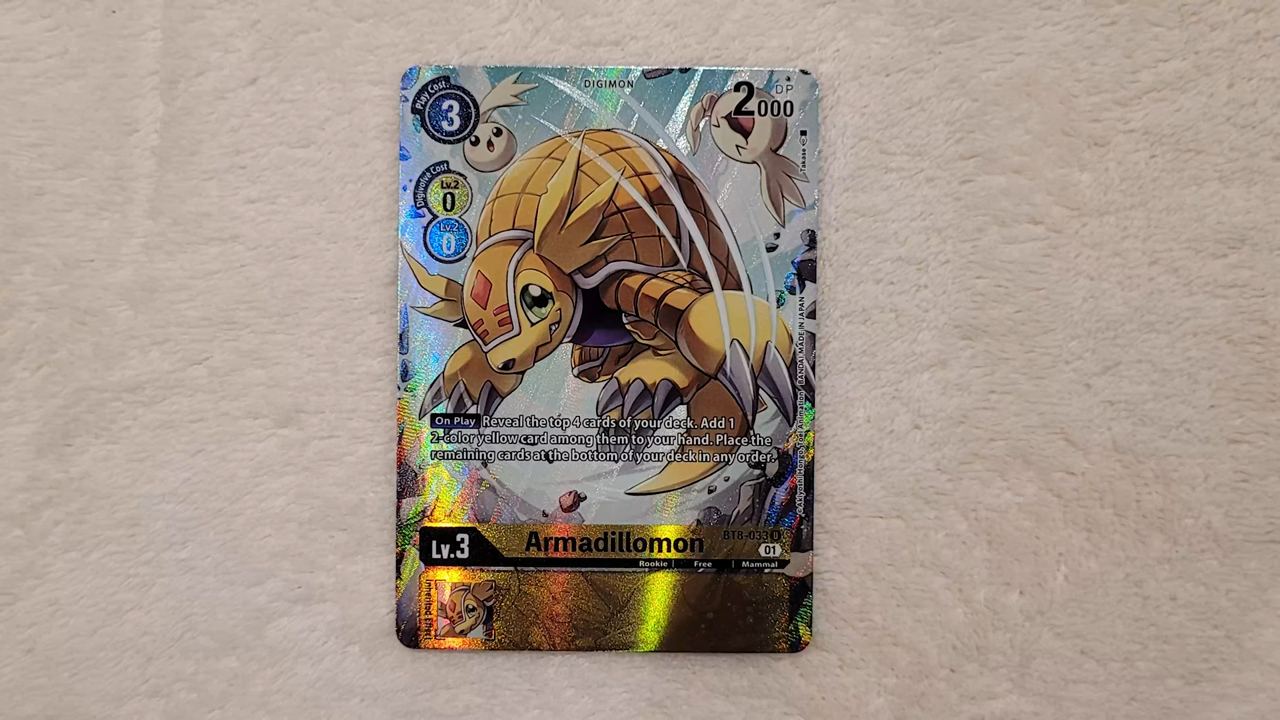 DIGIMON
Play Cost
3
DP
2000
Digivolve Cost
Lv.2
0
Lv.2
0
Takase
BANDAI MADE IN JAPAN
On Play Reveal the top 4 cards of your deck. Add 1
2-color yellow card among them to your hand. Place the
remaining cards at the bottom of your deck in any order.
Lv.3
Armadillomon
BT8-033 U
01
Rookie | Free | Mammal
Inherited Effect